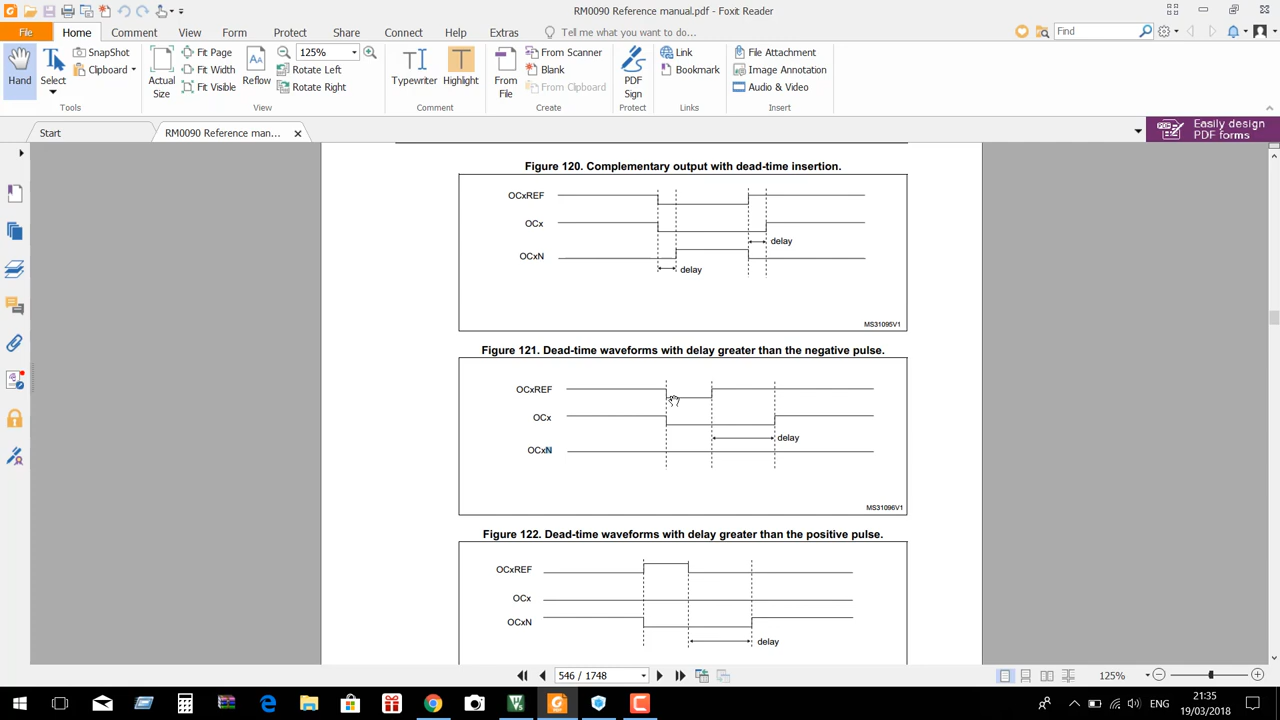 RM0090 Reference manual.pdf - Foxit Reader
File Home Comment View Form Protect Share Connect Help Extras Tell me what you want to do... Find
Hand
Select
SnapShot
Clipboard
Tools
Actual
Size
Fit Page
Fit Width
Fit Visible
Reflow
125%
Rotate Left
Rotate Right
View
Typewriter
Highlight
Comment
From
File
From Scanner
Blank
From Clipboard
Create
PDF
Sign
Protect
Link
Bookmark
Links
File Attachment
Image Annotation
Audio & Video
Insert
Start
RM0090 Reference man...
Easily design
PDF forms
Figure 120. Complementary output with dead-time insertion.
OCxREF
OCx
delay
OCxN
delay
MS31095V1
Figure 121. Dead-time waveforms with delay greater than the negative pulse.
OCxREF
OCx
delay
OCxN
MS31096V1
Figure 122. Dead-time waveforms with delay greater than the positive pulse.
OCxREF
OCx
OCxN
delay
546 / 1748
125%
ENG
21:35
19/03/2018